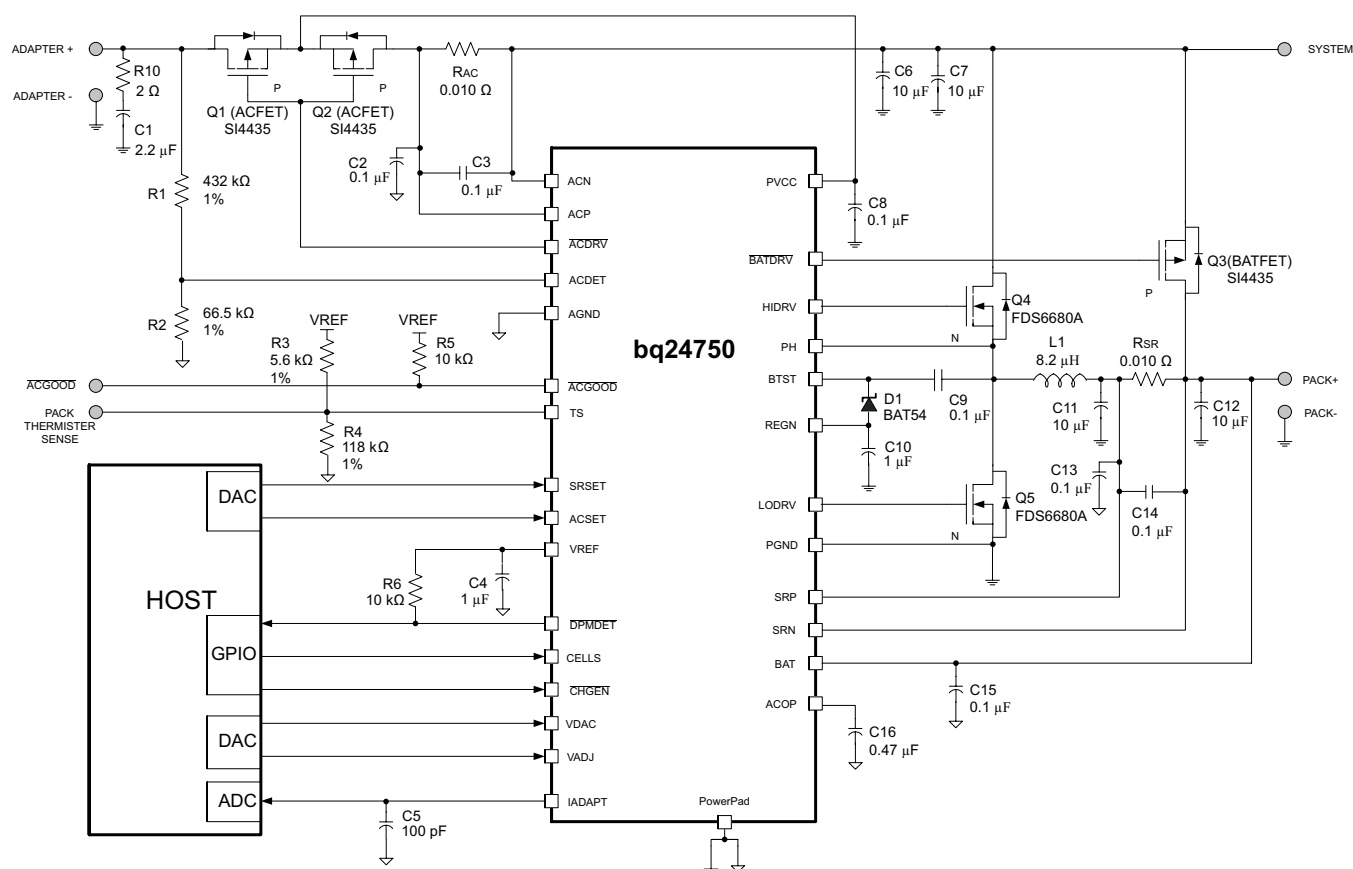 ADAPTER +
ADAPTER -
R10
2 Ω
C1
2.2 µF
P
Q1 (ACFET)
SI4435
P
Q2 (ACFET)
SI4435
RAC
0.010 Ω
C6
10 µF
C7
10 µF
SYSTEM
R1
432 kΩ
1%
C2
0.1 µF
C3
0.1 µF
C8
0.1 µF
R2
66.5 kΩ
1%
VREF
R3
5.6 kΩ
1%
VREF
R5
10 kΩ
ACGOOD
PACK
THERMISTER
SENSE
R4
118 kΩ
1%
HOST
DAC
GPIO
DAC
ADC
R6
10 kΩ
C4
1 µF
C5
100 pF
bq24750
ACN
ACP
ACDRV
ACDET
AGND
ACGOOD
TS
SRSET
ACSET
VREF
DPMDET
CELLS
CHGEN
VDAC
VADJ
IADAPT
PowerPad
PVCC
BATDRV
HIDRV
PH
BTST
REGN
LODRV
PGND
SRP
SRN
BAT
ACOP
Q3(BATFET)
SI4435
P
Q4
FDS6680A
N
L1
8.2 µH
RSR
0.010 Ω
D1
BAT54
C9
0.1 µF
C10
1 µF
C11
10 µF
C12
10 µF
PACK+
PACK-
C13
0.1 µF
C14
0.1 µF
Q5
FDS6680A
N
C15
0.1 µF
C16
0.47 µF